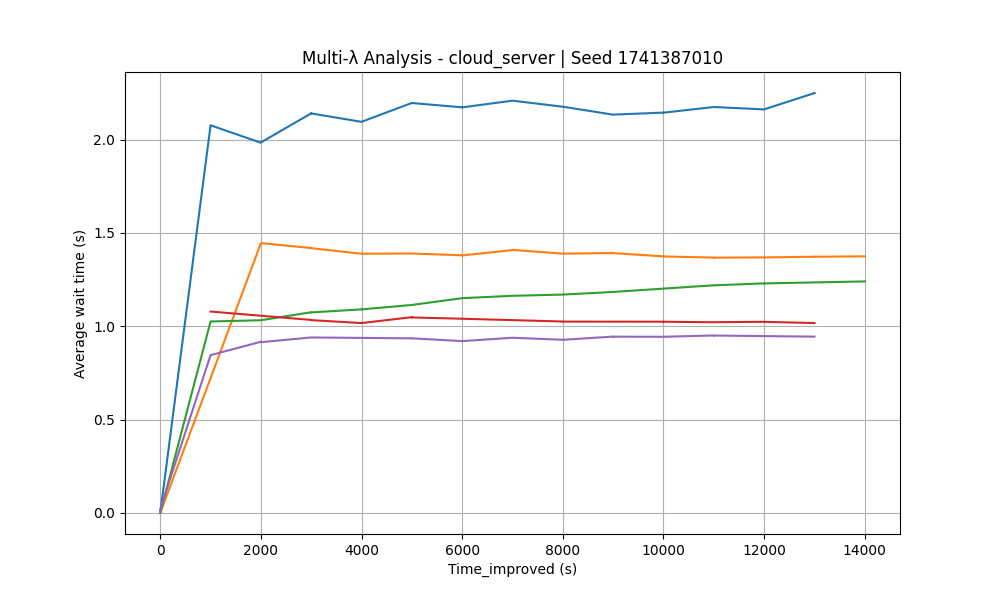 Multi-λ Analysis - cloud_server | Seed 1741387010
Average wait time (s)
2.0
1.5
1.0
0.5
0.0
0 2000 4000 6000 8000 10000 12000 14000
Time_improved (s)